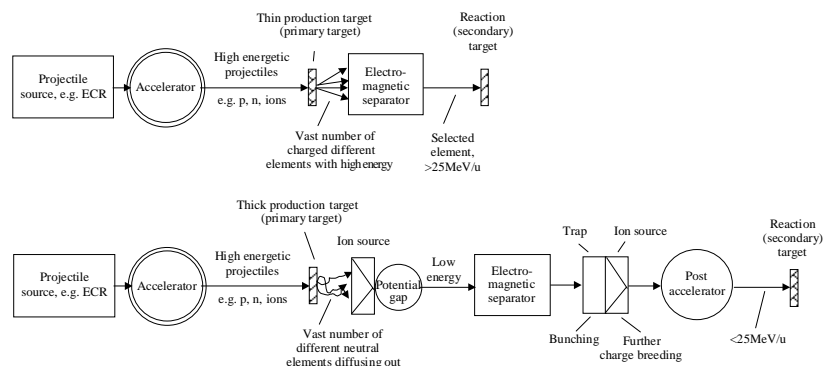 Thin production target
(primary target)
Reaction
(secondary)
target
High energetic
projectiles
Projectile
source, e.g. ECR
Accelerator
Electro-
magnetic
separator
e.g. p, n, ions
Vast number of
charged different
elements with high energy
Selected
element,
>25MeV/u
Thick production target
(primary target)
Ion source
Trap
Ion source
Reaction
(secondary)
target
High energetic
projectiles
Low
energy
Projectile
source, e.g. ECR
Accelerator
Potential
gap
Electro-
magnetic
separator
Post
accelerator
e.g. p, n, ions
Vast number of
different neutral
elements diffusing out
Bunching
Further
charge breeding
<25MeV/u